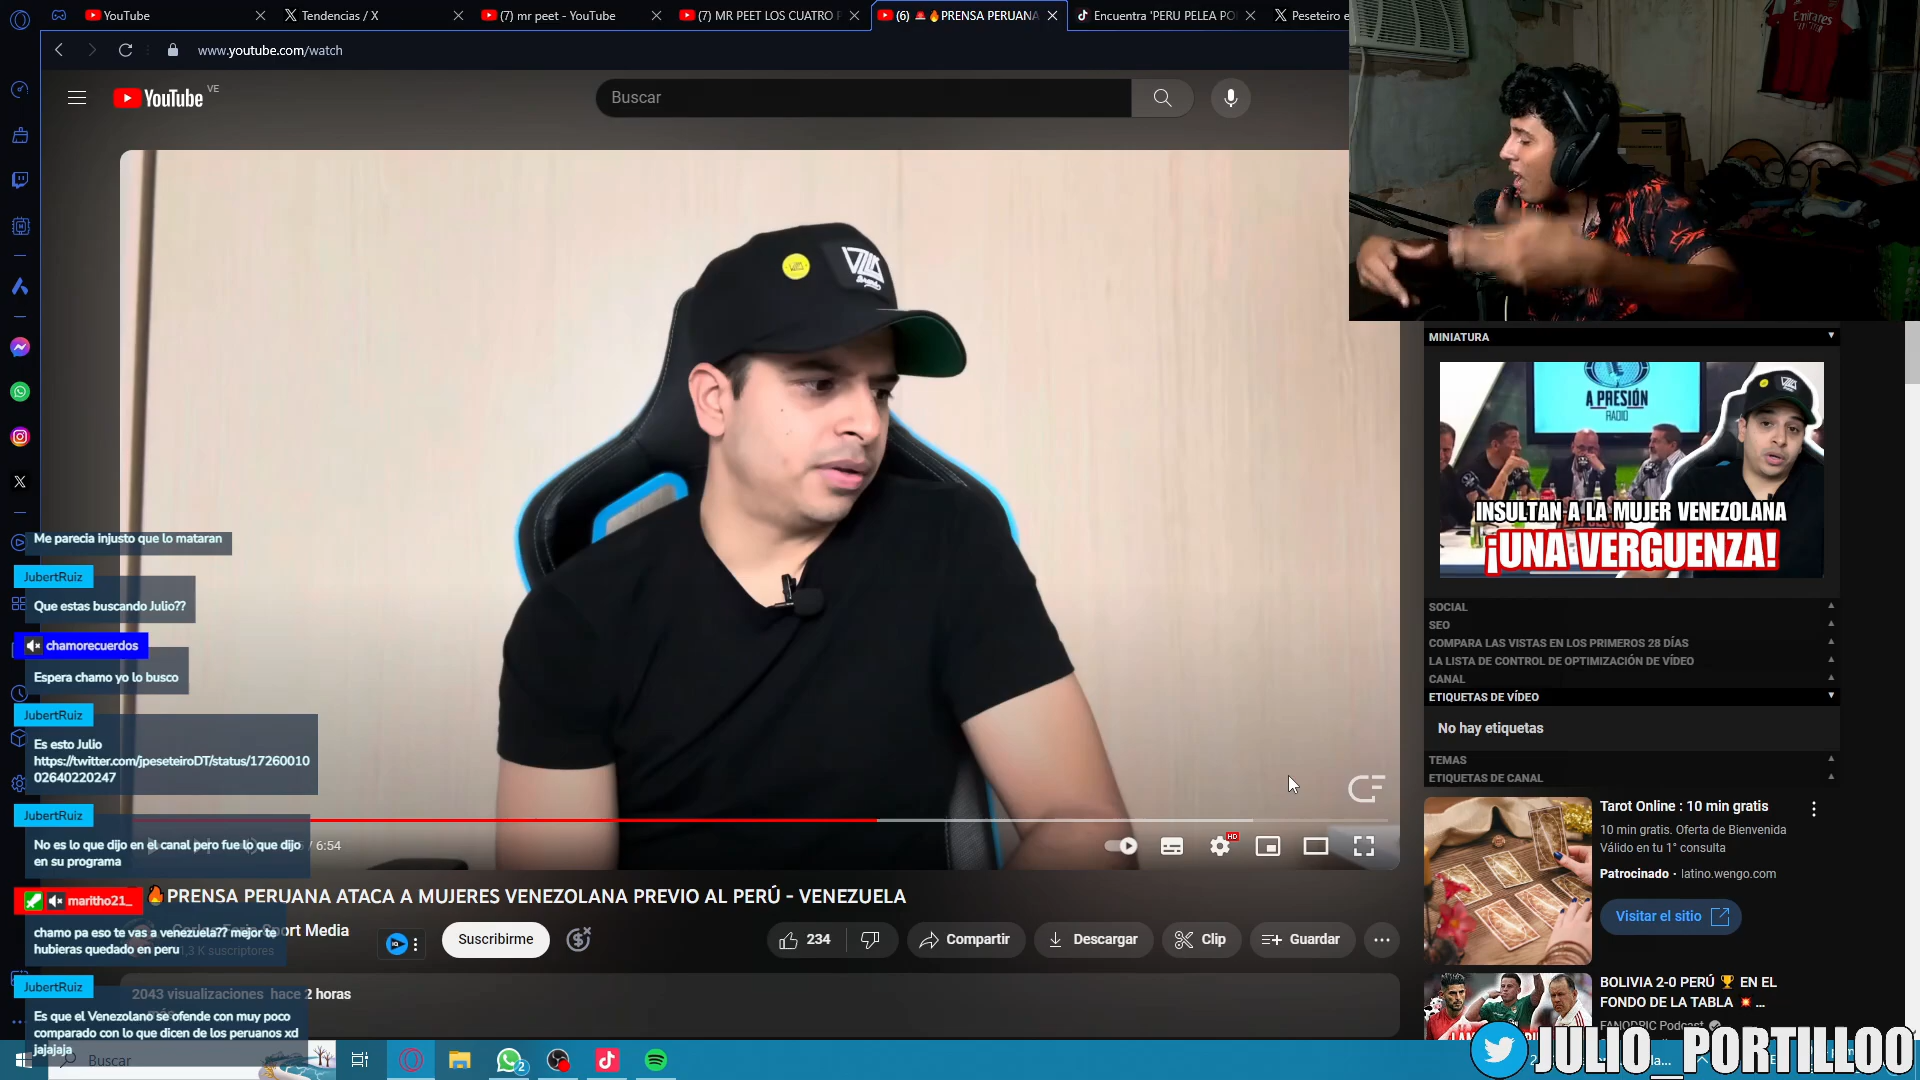 YouTube
Tendencias / X
(7) mr peet - YouTube
(7) MR PEET LOS CUATRO
(6) 🚨🔥PRENSA PERUANA
Encuentra 'PERU PELEA PO
Peseteiro e
www.youtube.com/watch
YouTube
VE
Buscar
Emirates
VZLA
A PRESIÓN
RADIO
MINIATURA
INSULTAN A LA MUJER VENEZOLANA
¡UNA VERGUENZA!
SOCIAL
SEO
COMPARA LAS VISTAS EN LOS PRIMEROS 28 DÍAS
LA LISTA DE CONTROL DE OPTIMIZACIÓN DE VÍDEO
CANAL
ETIQUETAS DE VÍDEO
No hay etiquetas
TEMAS
ETIQUETAS DE CANAL
Me parecia injusto que lo mataran
JubertRuiz
Que estas buscando Julio??
chamorecuerdos
Espera chamo yo lo busco
JubertRuiz
Es esto Julio
https://twitter.com/jpeseteiroDT/status/17260010
02640220247
JubertRuiz
No es lo que dijo en el canal pero fue lo que dijo
en su programa
/ 6:54
HD
maritho21_
chamo pa eso te vas a venezuela?? mejor te
hubieras quedado en peru
JubertRuiz
Es que el Venezolano se ofende con muy poco
comparado con lo que dicen de los peruanos xd
jajajaja
🔥PRENSA PERUANA ATACA A MUJERES VENEZOLANA PREVIO AL PERÚ - VENEZUELA
Sport Media
suscriptores
Suscribirme
234
Compartir
Descargar
Clip
Guardar
2043 visualizaciones hace 2 horas
Tarot Online : 10 min gratis
10 min gratis. Oferta de Bienvenida
Válido en tu 1° consulta
Patrocinado · latino.wengo.com
Visitar el sitio
BOLIVIA 2-0 PERÚ 🏆 EN EL
FONDO DE LA TABLA 💥 ...
FANODRIC Podcast
Buscar
2
JULIO_PORTILLOO